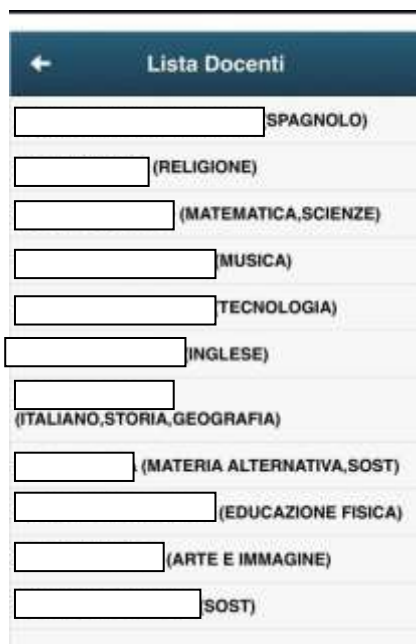 Lista Docenti
SPAGNOLO)
(RELIGIONE)
(MATEMATICA,SCIENZE)
MUSICA)
TECNOLOGIA)
INGLESE)
(ITALIANO,STORIA,GEOGRAFIA)
(MATERIA ALTERNATIVA,SOST)
(EDUCAZIONE FISICA)
(ARTE E IMMAGINE)
SOST)